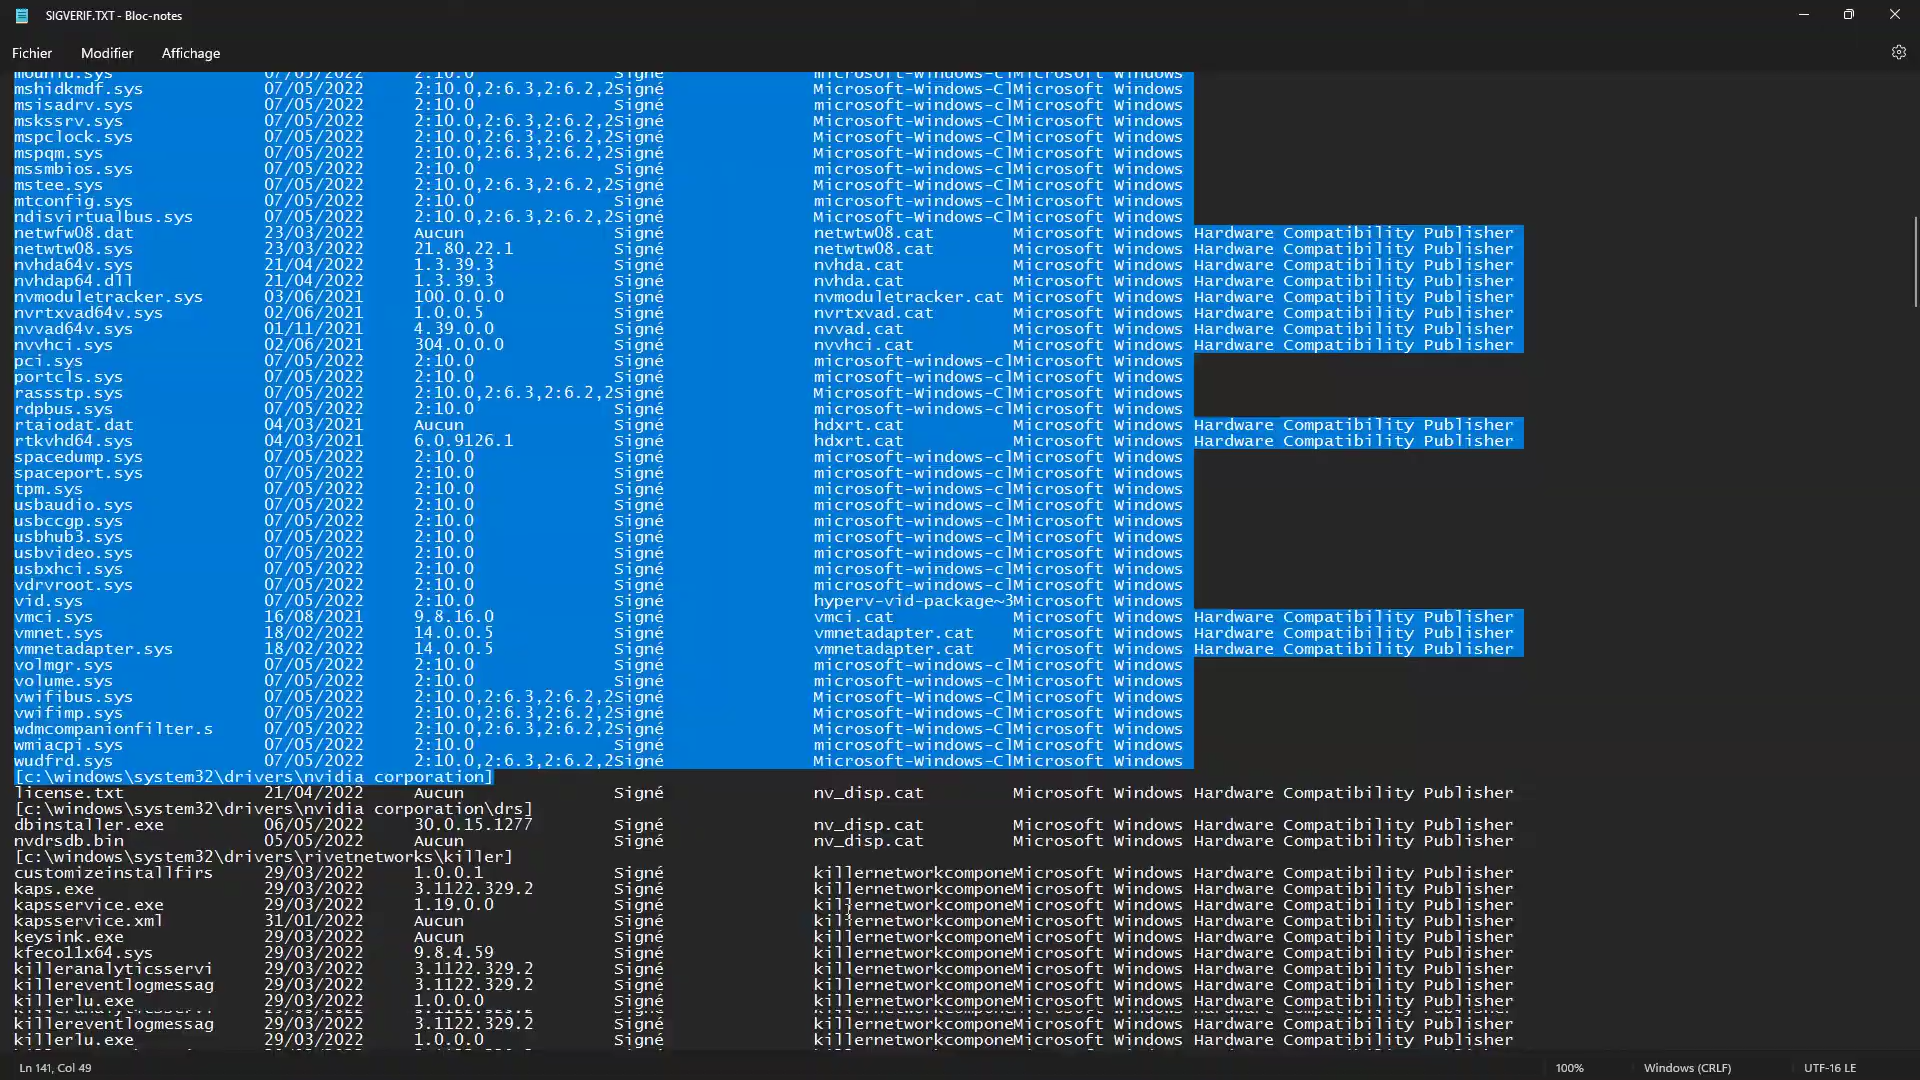 SIGVERIF.TXT - Bloc-notes
Fichier Modifier Affichage
mshidkmdf.sys 07/05/2022 2:10.0,2:6.3,2:6.2,2Signé Microsoft-Windows-ClMicrosoft Windows
msisadrv.sys 07/05/2022 2:10.0 Signé microsoft-windows-clMicrosoft Windows
mskssrv.sys 07/05/2022 2:10.0,2:6.3,2:6.2,2Signé Microsoft-Windows-ClMicrosoft Windows
mspclock.sys 07/05/2022 2:10.0,2:6.3,2:6.2,2Signé Microsoft-Windows-ClMicrosoft Windows
mspqm.sys 07/05/2022 2:10.0,2:6.3,2:6.2,2Signé Microsoft-Windows-ClMicrosoft Windows
mssmbios.sys 07/05/2022 2:10.0 Signé microsoft-windows-clMicrosoft Windows
mstee.sys 07/05/2022 2:10.0,2:6.3,2:6.2,2Signé Microsoft-Windows-ClMicrosoft Windows
mtconfig.sys 07/05/2022 2:10.0 Signé microsoft-windows-clMicrosoft Windows
ndisvirtualbus.sys 07/05/2022 2:10.0,2:6.3,2:6.2,2Signé Microsoft-Windows-ClMicrosoft Windows
netwfw08.dat 23/03/2022 Aucun Signé netwtw08.cat Microsoft Windows Hardware Compatibility Publisher
netwtw08.sys 23/03/2022 21.80.22.1 Signé netwtw08.cat Microsoft Windows Hardware Compatibility Publisher
nvhda64v.sys 21/04/2022 1.3.39.3 Signé nvhda.cat Microsoft Windows Hardware Compatibility Publisher
nvhdap64.dll 21/04/2022 1.3.39.3 Signé nvhda.cat Microsoft Windows Hardware Compatibility Publisher
nvmoduletracker.sys 03/06/2021 100.0.0.0 Signé nvmoduletracker.cat Microsoft Windows Hardware Compatibility Publisher
nvrtxvad64v.sys 02/06/2021 1.0.0.5 Signé nvrtxvad.cat Microsoft Windows Hardware Compatibility Publisher
nvvad64v.sys 01/11/2021 4.39.0.0 Signé nvvad.cat Microsoft Windows Hardware Compatibility Publisher
nvvhci.sys 02/06/2021 304.0.0.0 Signé nvvhci.cat Microsoft Windows Hardware Compatibility Publisher
pci.sys 07/05/2022 2:10.0 Signé microsoft-windows-clMicrosoft Windows
portcls.sys 07/05/2022 2:10.0 Signé microsoft-windows-clMicrosoft Windows
rassstp.sys 07/05/2022 2:10.0,2:6.3,2:6.2,2Signé Microsoft-Windows-ClMicrosoft Windows
rdpbus.sys 07/05/2022 2:10.0 Signé microsoft-windows-clMicrosoft Windows
rtaiodat.dat 04/03/2021 Aucun Signé hdxrt.cat Microsoft Windows Hardware Compatibility Publisher
rtkvhd64.sys 04/03/2021 6.0.9126.1 Signé hdxrt.cat Microsoft Windows Hardware Compatibility Publisher
spacedump.sys 07/05/2022 2:10.0 Signé microsoft-windows-clMicrosoft Windows
spaceport.sys 07/05/2022 2:10.0 Signé microsoft-windows-clMicrosoft Windows
tpm.sys 07/05/2022 2:10.0 Signé microsoft-windows-clMicrosoft Windows
usbaudio.sys 07/05/2022 2:10.0 Signé microsoft-windows-clMicrosoft Windows
usbccgp.sys 07/05/2022 2:10.0 Signé microsoft-windows-clMicrosoft Windows
usbhub3.sys 07/05/2022 2:10.0 Signé microsoft-windows-clMicrosoft Windows
usbvideo.sys 07/05/2022 2:10.0 Signé microsoft-windows-clMicrosoft Windows
usbxhci.sys 07/05/2022 2:10.0 Signé microsoft-windows-clMicrosoft Windows
vdrvroot.sys 07/05/2022 2:10.0 Signé microsoft-windows-clMicrosoft Windows
vid.sys 07/05/2022 2:10.0 Signé hyperv-vid-package~3Microsoft Windows
vmci.sys 16/08/2021 9.8.16.0 Signé vmci.cat Microsoft Windows Hardware Compatibility Publisher
vmnet.sys 18/02/2022 14.0.0.5 Signé vmnetadapter.cat Microsoft Windows Hardware Compatibility Publisher
vmnetadapter.sys 18/02/2022 14.0.0.5 Signé vmnetadapter.cat Microsoft Windows Hardware Compatibility Publisher
volmgr.sys 07/05/2022 2:10.0 Signé microsoft-windows-clMicrosoft Windows
volume.sys 07/05/2022 2:10.0 Signé microsoft-windows-clMicrosoft Windows
vwifibus.sys 07/05/2022 2:10.0,2:6.3,2:6.2,2Signé Microsoft-Windows-ClMicrosoft Windows
vwifimp.sys 07/05/2022 2:10.0,2:6.3,2:6.2,2Signé Microsoft-Windows-ClMicrosoft Windows
wdmcompanionfilter.s 07/05/2022 2:10.0,2:6.3,2:6.2,2Signé Microsoft-Windows-ClMicrosoft Windows
wmiacpi.sys 07/05/2022 2:10.0 Signé microsoft-windows-clMicrosoft Windows
wudfrd.sys 07/05/2022 2:10.0,2:6.3,2:6.2,2Signé Microsoft-Windows-ClMicrosoft Windows
[c:\windows\system32\drivers\nvidia corporation]
license.txt 21/04/2022 Aucun Signé nv_disp.cat Microsoft Windows Hardware Compatibility Publisher
[c:\windows\system32\drivers\nvidia corporation\drs]
dbinstaller.exe 06/05/2022 30.0.15.1277 Signé nv_disp.cat Microsoft Windows Hardware Compatibility Publisher
nvdrsdb.bin 05/05/2022 Aucun Signé nv_disp.cat Microsoft Windows Hardware Compatibility Publisher
[c:\windows\system32\drivers\rivetnetworks\killer]
customizeinstallfirs 29/03/2022 1.0.0.1 Signé killernetworkcomponeMicrosoft Windows Hardware Compatibility Publisher
kaps.exe 29/03/2022 3.1122.329.2 Signé killernetworkcomponeMicrosoft Windows Hardware Compatibility Publisher
kapsservice.exe 29/03/2022 1.19.0.0 Signé killernetworkcomponeMicrosoft Windows Hardware Compatibility Publisher
kapsservice.xml 31/01/2022 Aucun Signé killernetworkcomponeMicrosoft Windows Hardware Compatibility Publisher
keysink.exe 29/03/2022 Aucun Signé killernetworkcomponeMicrosoft Windows Hardware Compatibility Publisher
kfeco11x64.sys 29/03/2022 9.8.4.59 Signé killernetworkcomponeMicrosoft Windows Hardware Compatibility Publisher
killeranalyticsservi 29/03/2022 3.1122.329.2 Signé killernetworkcomponeMicrosoft Windows Hardware Compatibility Publisher
killereventlogmessag 29/03/2022 3.1122.329.2 Signé killernetworkcomponeMicrosoft Windows Hardware Compatibility Publisher
killerlu.exe 29/03/2022 1.0.0.0 Signé killernetworkcomponeMicrosoft Windows Hardware Compatibility Publisher
killereventlogmessag 29/03/2022 3.1122.329.2 Signé killernetworkcomponeMicrosoft Windows Hardware Compatibility Publisher
killerlu.exe 29/03/2022 1.0.0.0 Signé killernetworkcomponeMicrosoft Windows Hardware Compatibility Publisher
Ln 141, Col 49 100% Windows (CRLF) UTF-16 LE